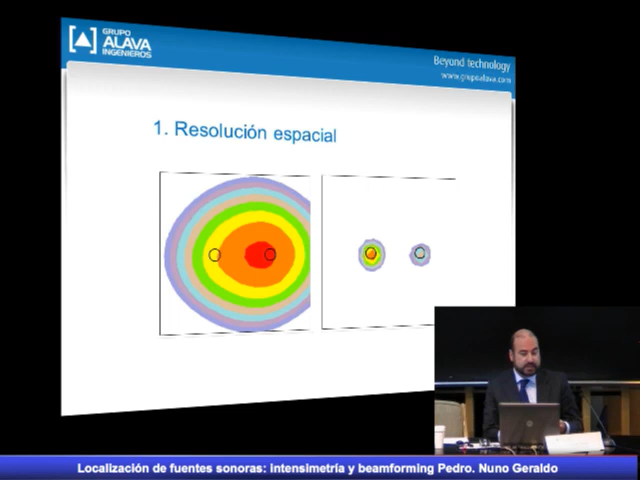 GRUPO
ALAVA
INGENIEROS
Beyond technology
www.grupoalava.com
1. Resolución espacial
Localización de fuentes sonoras: intensimetría y beamforming Pedro. Nuno Geraldo